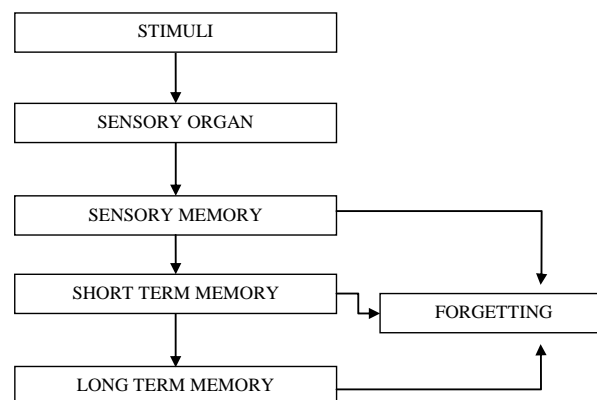 STIMULI
SENSORY ORGAN
SENSORY MEMORY
SHORT TERM MEMORY
FORGETTING
LONG TERM MEMORY